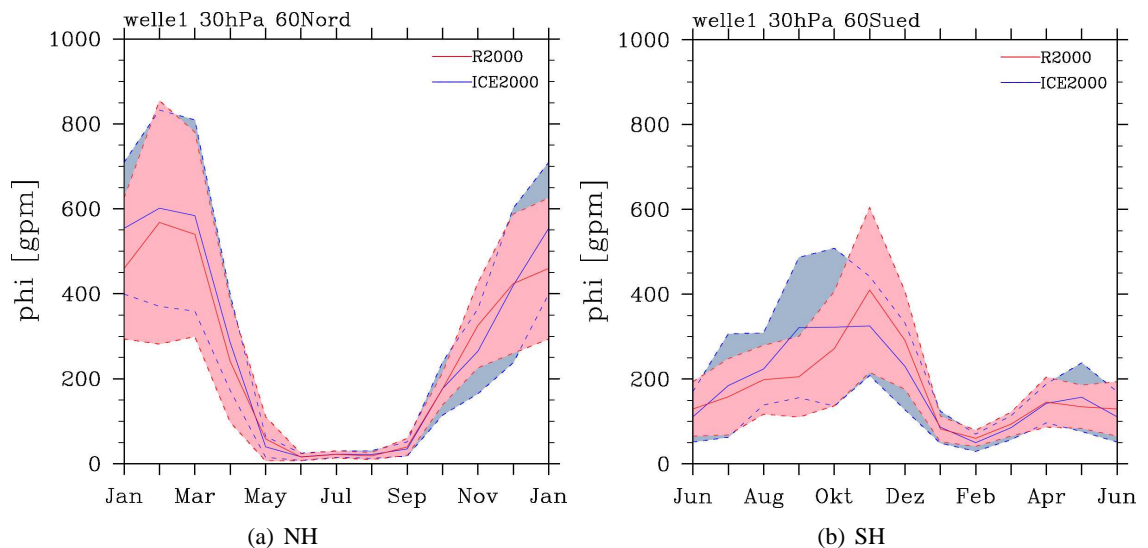 welle1 30hPa 60Nord
1000
800
600
400
200
0
phi [gpm]
R2000
ICE2000
Jan Mar May Jul Sep Nov Jan
(a) NH
welle1 30hPa 60Sued
1000
800
600
400
200
0
phi [gpm]
R2000
ICE2000
Jun Aug Okt Dez Feb Apr Jun
(b) SH